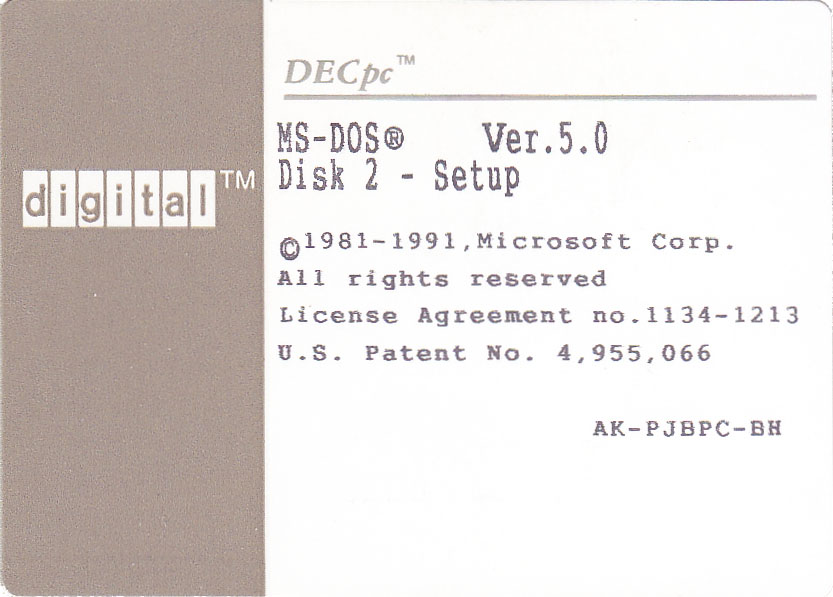 digital™
DECpc™
MS-DOS® Ver.5.0
Disk 2 - Setup
©1981-1991,Microsoft Corp.
All rights reserved
License Agreement no.1134-1213
U.S. Patent No. 4,955,066
AK-PJBPC-BH